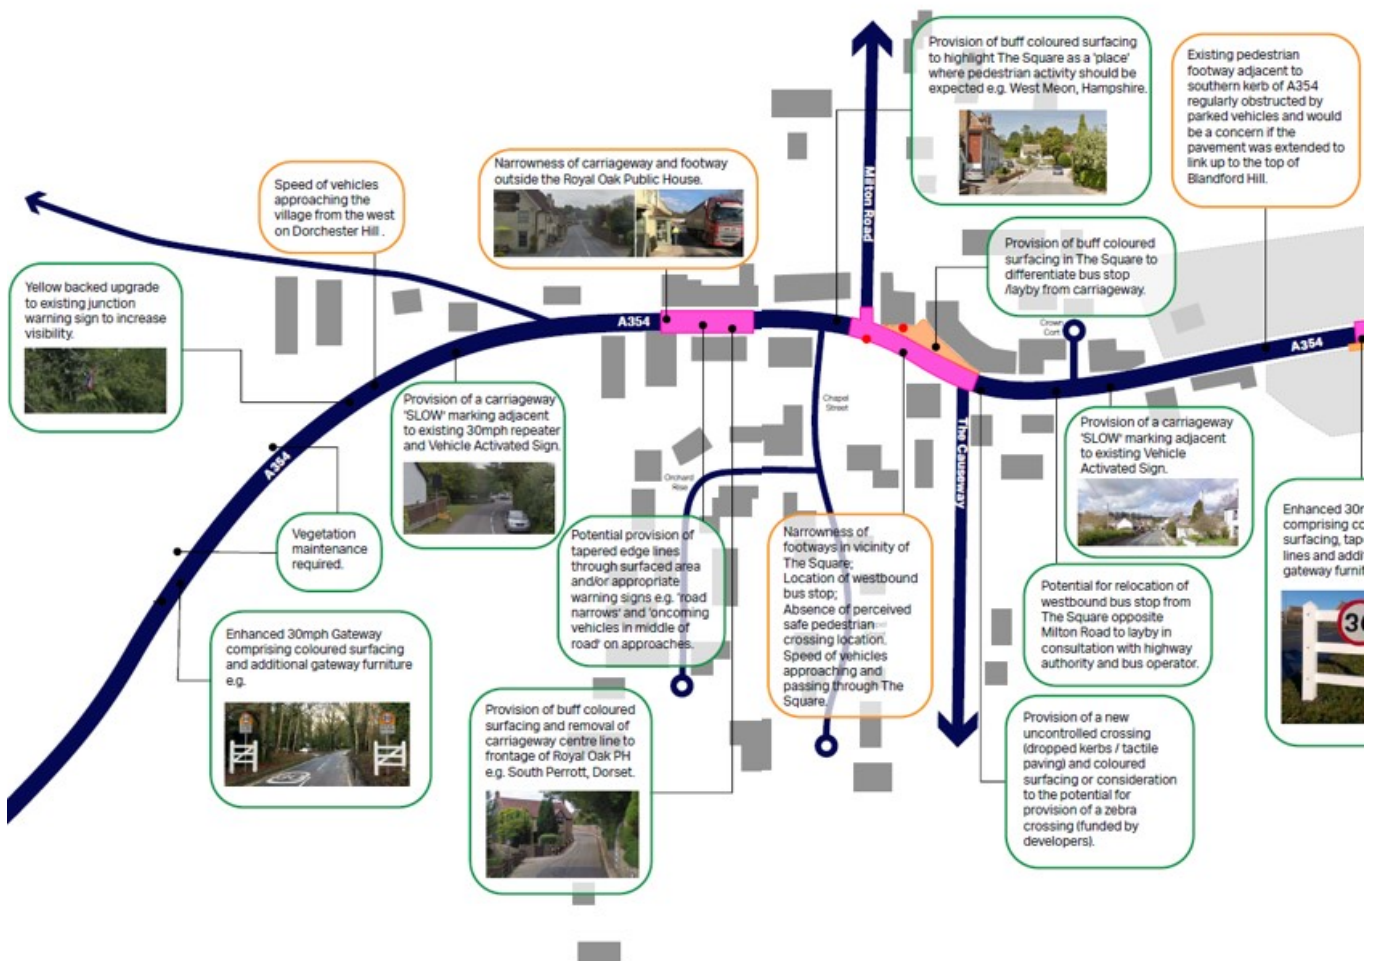 Provision of buff coloured surfacing
to highlight The Square as a 'place'
where pedestrian activity should be
expected e.g. West Meon, Hampshire.
Existing pedestrian
footway adjacent to
southern kerb of A354
regularly obstructed by
parked vehicles and would
be a concern if the
pavement was extended to
link up to the top of
Blandford Hill.
Narrowness of carriageway and footway
outside the Royal Oak Public House.
Speed of vehicles
approaching the
village from the west
on Dorchester Hill .
Milton Road
Provision of buff coloured
surfacing in The Square to
differentiate bus stop
/layby from carriageway.
Yellow backed upgrade
to existing junction
warning sign to increase
visibility.
A354
Crown
Cort
A354
Provision of a carriageway
'SLOW' marking adjacent
to existing 30mph repeater
and Vehicle Activated Sign.
Chapel
Street
The Causeway
Provision of a carriageway
'SLOW' marking adjacent
to existing Vehicle
Activated Sign.
A354
Orchard
Rise
Vegetation
maintenance
required.
Potential provision of
tapered edge lines
through surfaced area
and/or appropriate
warning signs e.g. 'road
narrows' and 'oncoming
vehicles in middle of
road' on approaches.
Narrowness of
footways in vicinity of
The Square;
Location of westbound
bus stop;
Absence of perceived
safe pedestrian
crossing location.
Speed of vehicles
approaching and
passing through The
Square.
Potential for relocation of
westbound bus stop from
The Square opposite
Milton Road to layby in
consultation with highway
authority and bus operator.
Enhanced 30
comprising
surfacing,
lines and
gateway
Enhanced 30mph Gateway
comprising coloured surfacing
and additional gateway furniture
e.g.
Provision of buff coloured
surfacing and removal of
carriageway centre line to
frontage of Royal Oak PH
e.g. South Perrott, Dorset.
Provision of a new
uncontrolled crossing
(dropped kerbs / tactile
paving) and coloured
surfacing or consideration
to the potential for
provision of a zebra
crossing (funded by
developers).